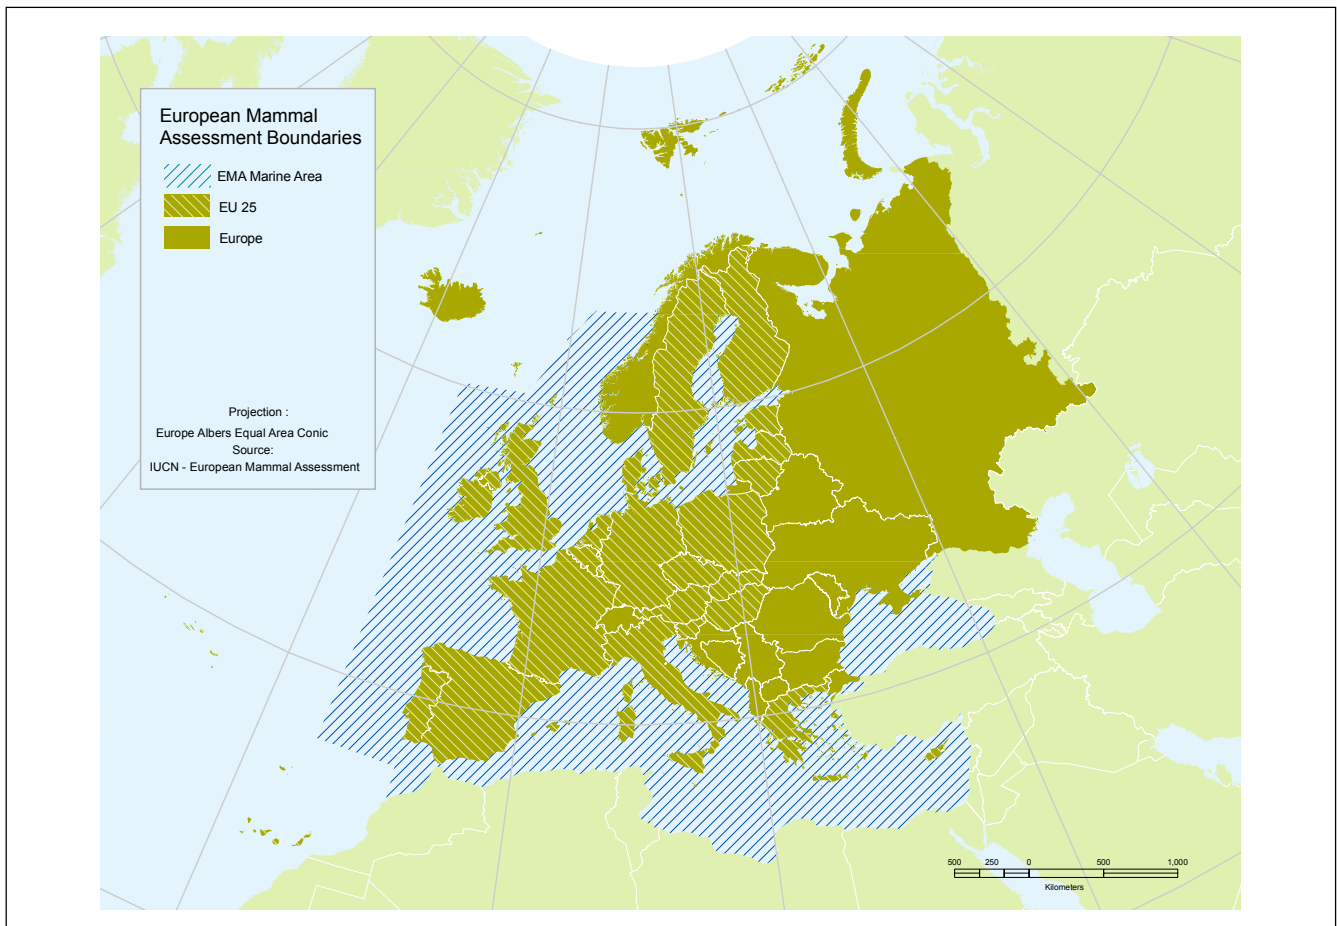 European Mammal
Assessment Boundaries
EMA Marine Area
EU 25
Europe
Projection :
Europe Albers Equal Area Conic
Source:
IUCN - European Mammal Assessment
500 250 0 500 1,000
Kilometers